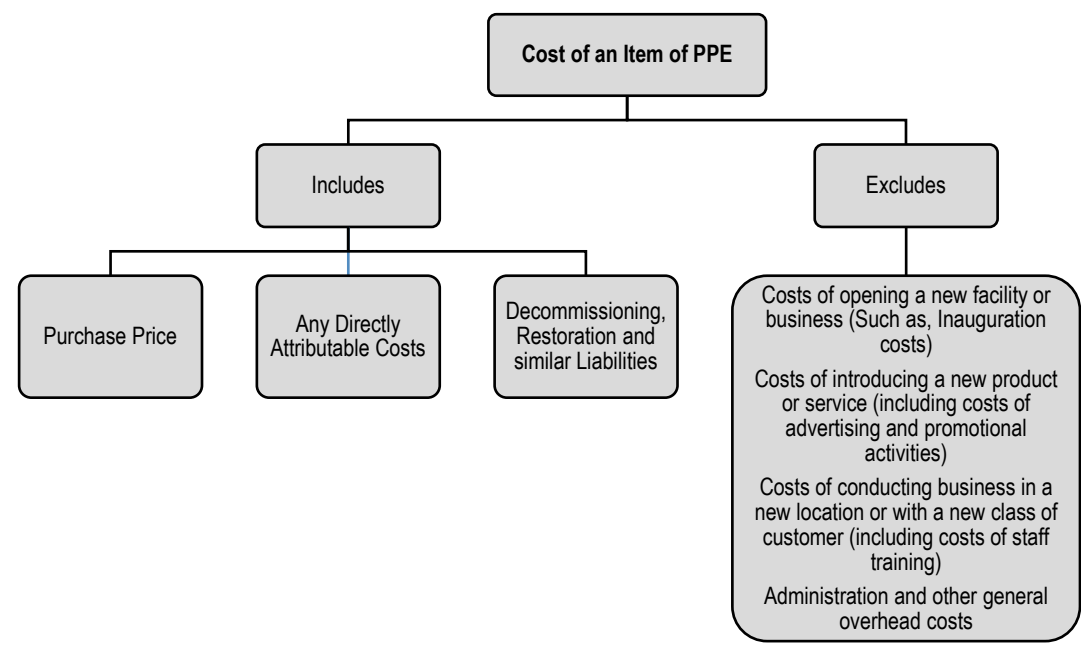 Cost of an Item of PPE
Includes
Excludes
Purchase Price
Any Directly
Attributable Costs
Decommissioning,
Restoration and
similar Liabilities
Costs of opening a new facility or
business (Such as, Inauguration
costs)
Costs of introducing a new product
or service (including costs of
advertising and promotional
activities)
Costs of conducting business in a
new location or with a new class of
customer (including costs of staff
training)
Administration and other general
overhead costs